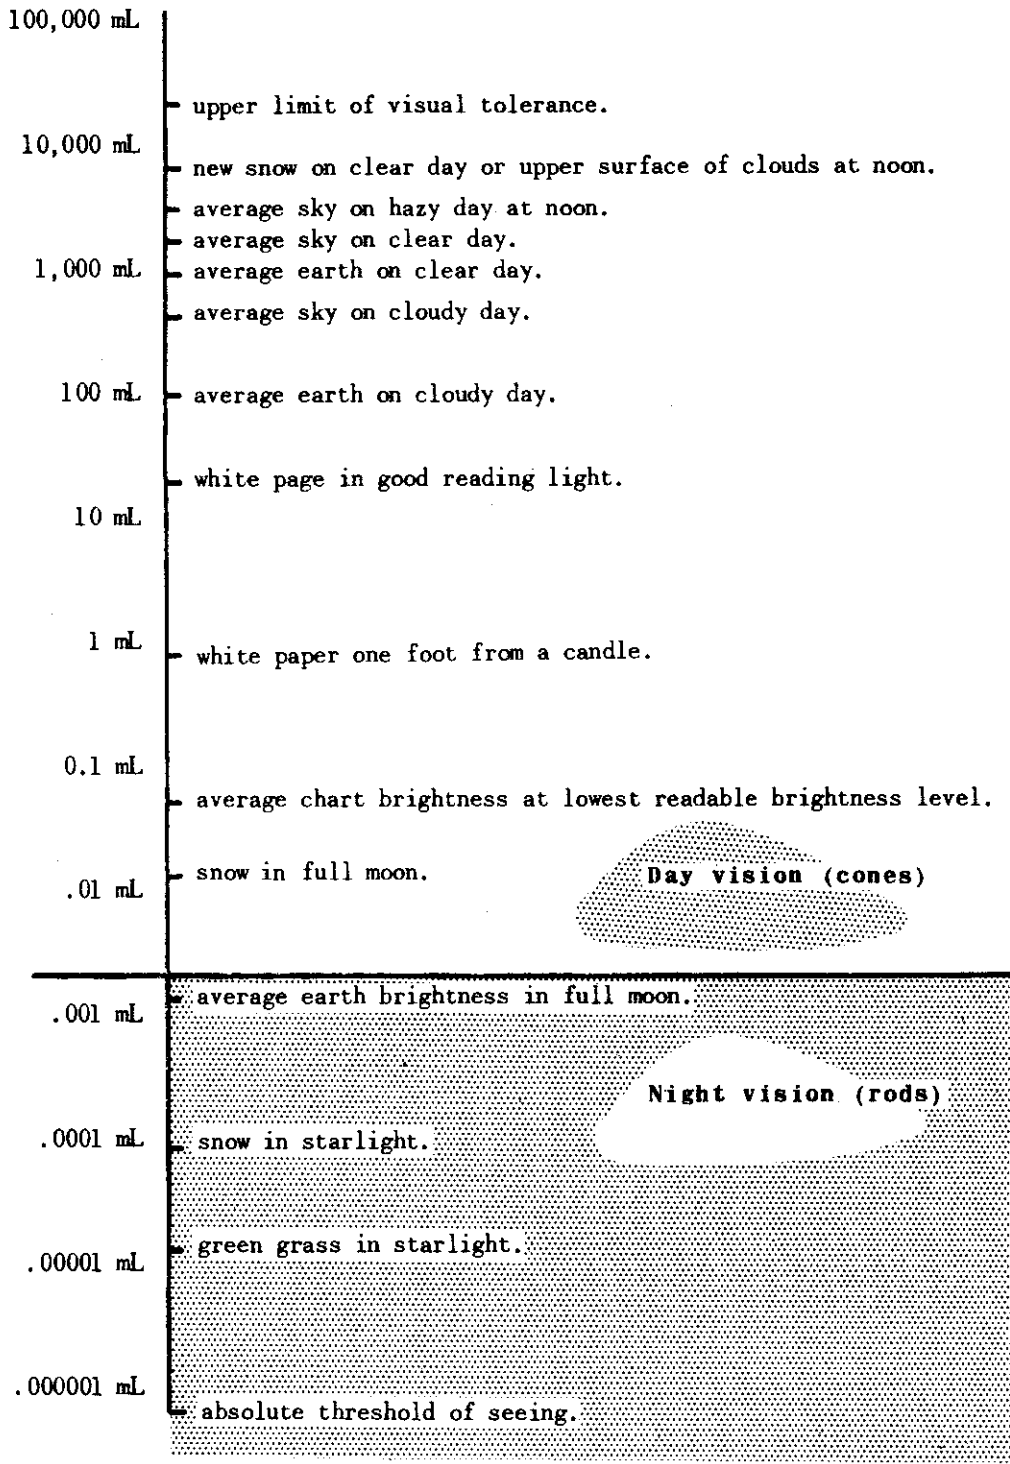 100,000 mL
upper limit of visual tolerance.
10,000 mL
new snow on clear day or upper surface of clouds at noon.
average sky on hazy day at noon.
average sky on clear day.
1,000 mL average earth on clear day.
average sky on cloudy day.
100 mL average earth on cloudy day.
white page in good reading light.
10 mL
1 mL
white paper one foot from a candle.
0.1 mL
average chart brightness at lowest readable brightness level.
snow in full moon.
Day vision (cones)
.01 mL
average earth brightness in full moon.
.001 mL
Night vision (rods)
.0001 mL snow in starlight.
green grass in starlight.
.00001 mL
.000001 mL
absolute threshold of seeing.